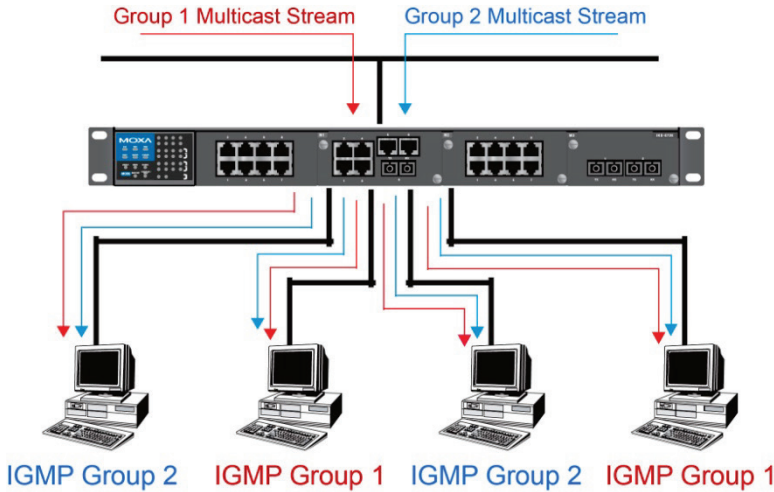 Group 1 Multicast Stream
Group 2 Multicast Stream
MOXA
IGMP Group 2
IGMP Group 1
IGMP Group 2
IGMP Group 1